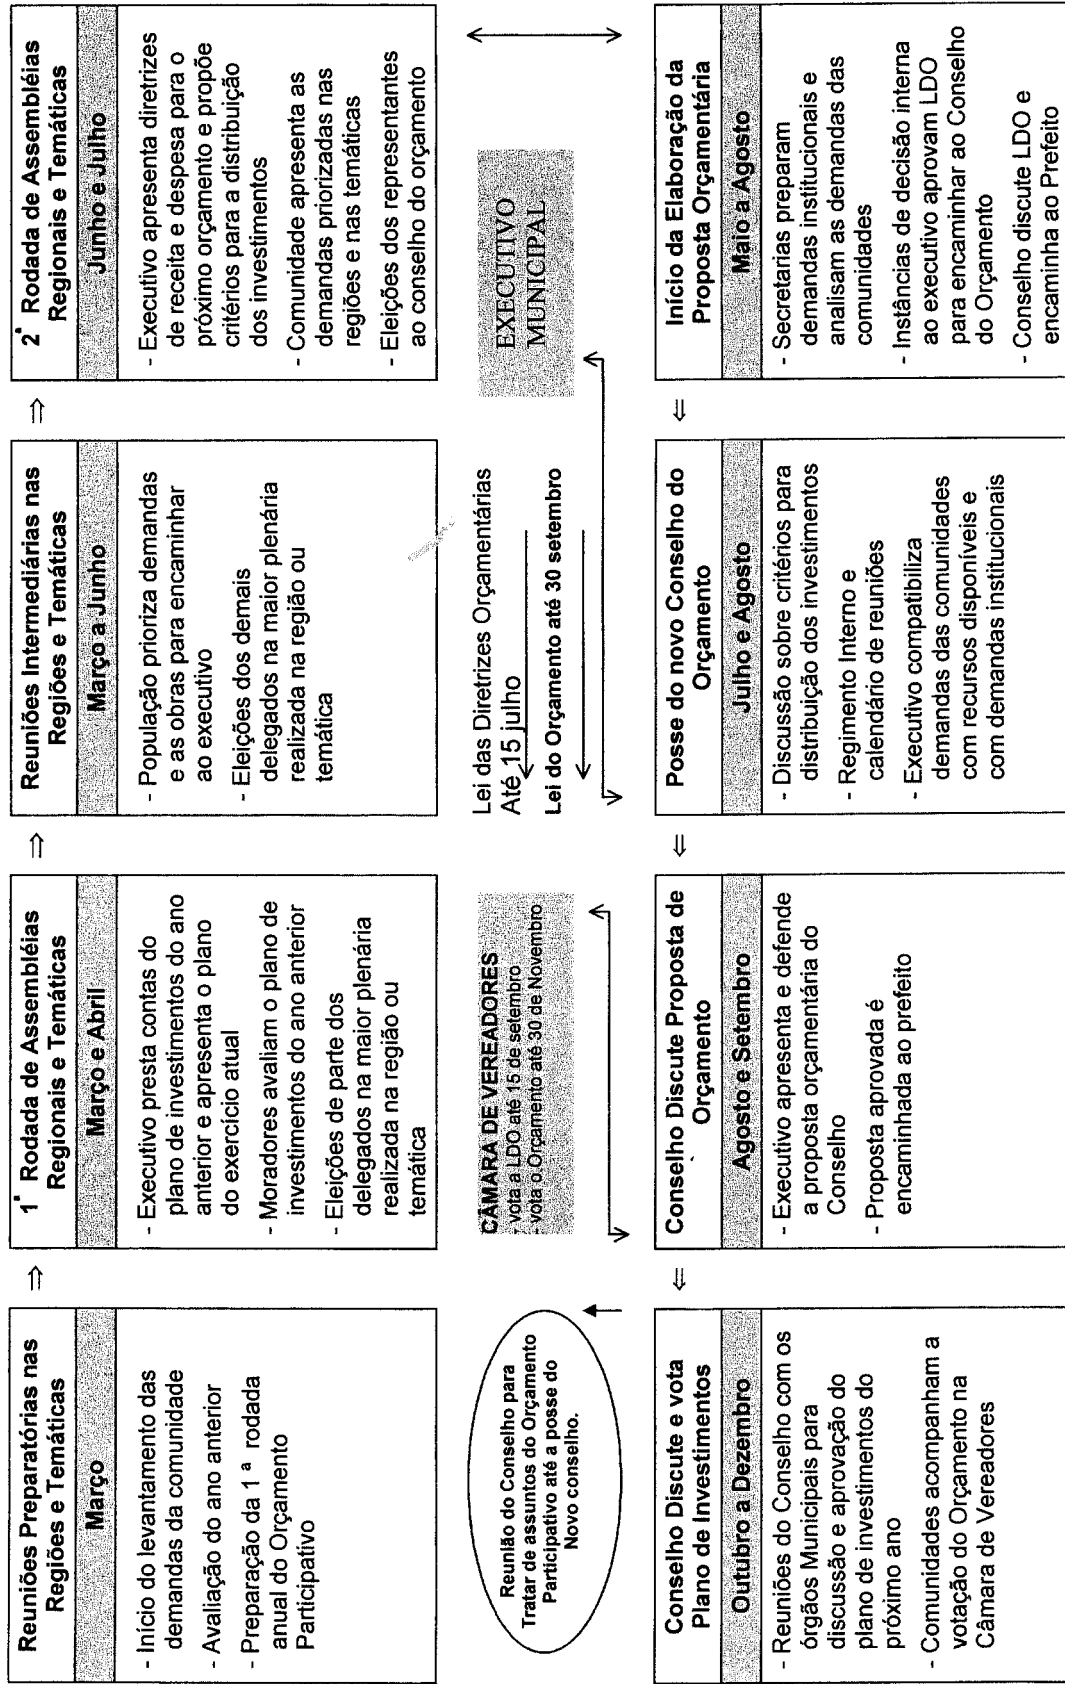 Reuniões Preparatórias nas
Regiões e Temáticas
Março
- Início do levantamento das
demandas da comunidade
- Avaliação do ano anterior
- Preparação da 1 ª rodada
anual do Orçamento
Participativo
⇒
1ª Rodada de Assembléias
Regionais e Temáticas
Março e Abril
- Executivo presta contas do
plano de investimentos do ano
anterior e apresenta o plano
do exercício atual
- Moradores avaliam o plano de
investimentos do ano anterior
- Eleições de parte dos
delegados na maior plenária
realizada na região ou
temática
⇒
Reuniões Intermediárias nas
Regiões e Temáticas
Março a Junho
- População prioriza demandas
e as obras para encaminhar
ao executivo
- Eleições dos demais
delegados na maior plenária
realizada na região ou
temática
⇒
2ª Rodada de Assembléias
Regionais e Temáticas
Junho e Julho
- Executivo apresenta diretrizes
de receita e despesa para o
próximo orçamento e propõe
critérios para a distribuição
dos investimentos
- Comunidade apresenta as
demandas priorizadas nas
regiões e nas temáticas
- Eleições dos representantes
ao conselho do orçamento
Reunião do Conselho para
Tratar de assuntos do Orçamento
Participativo até a posse do
Novo conselho.
CÂMARA DE VEREADORES
- vota a LDO até 15 de setembro
- vota o Orçamento até 30 de Novembro
Lei das Diretrizes Orçamentárias
Até 15 julho
Lei do Orçamento até 30 setembro
EXECUTIVO
MUNICIPAL
Conselho Discute e vota
Plano de Investimentos
Outubro a Dezembro
- Reuniões do Conselho com os
órgãos Municipais para
discussão e aprovação do
plano de investimentos do
próximo ano
- Comunidades acompanham a
votação do Orçamento na
Câmara de Vereadores
⇐
Conselho Discute Proposta de
Orçamento
Agosto e Setembro
- Executivo apresenta e defende
a proposta orçamentária do
Conselho
- Proposta aprovada é
encaminhada ao prefeito
⇐
Posse do novo Conselho do
Orçamento
Julho e Agosto
- Discussão sobre critérios para
distribuição dos investimentos
- Regimento Interno e
calendário de reuniões
- Executivo compatibiliza
demandas das comunidades
com recursos disponíveis e
com demandas institucionais
⇐
Início da Elaboração da
Proposta Orçamentária
Maio a Agosto
- Secretarias preparam
demandas institucionais e
analisam as demandas das
comunidades
- Instâncias de decisão interna
ao executivo aprovam LDO
para encaminhar ao Conselho
do Orçamento
- Conselho discute LDO e
encaminha ao Prefeito